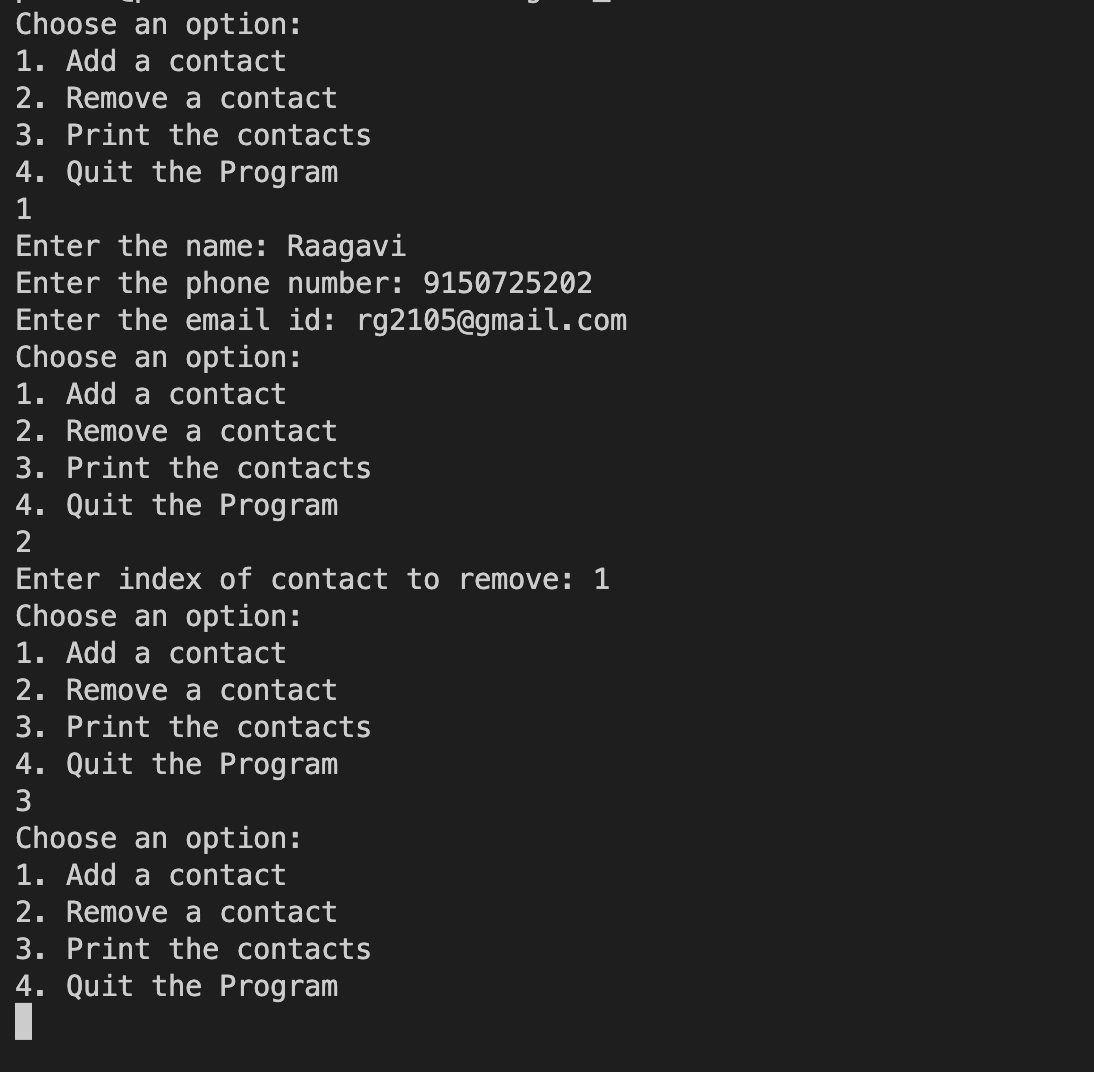 Choose an option:
1. Add a contact
2. Remove a contact
3. Print the contacts
4. Quit the Program
1
Enter the name: Raagavi
Enter the phone number: 9150725202
Enter the email id: rg2105@gmail.com
Choose an option:
1. Add a contact
2. Remove a contact
3. Print the contacts
4. Quit the Program
2
Enter index of contact to remove: 1
Choose an option:
1. Add a contact
2. Remove a contact
3. Print the contacts
4. Quit the Program
3
Choose an option:
1. Add a contact
2. Remove a contact
3. Print the contacts
4. Quit the Program